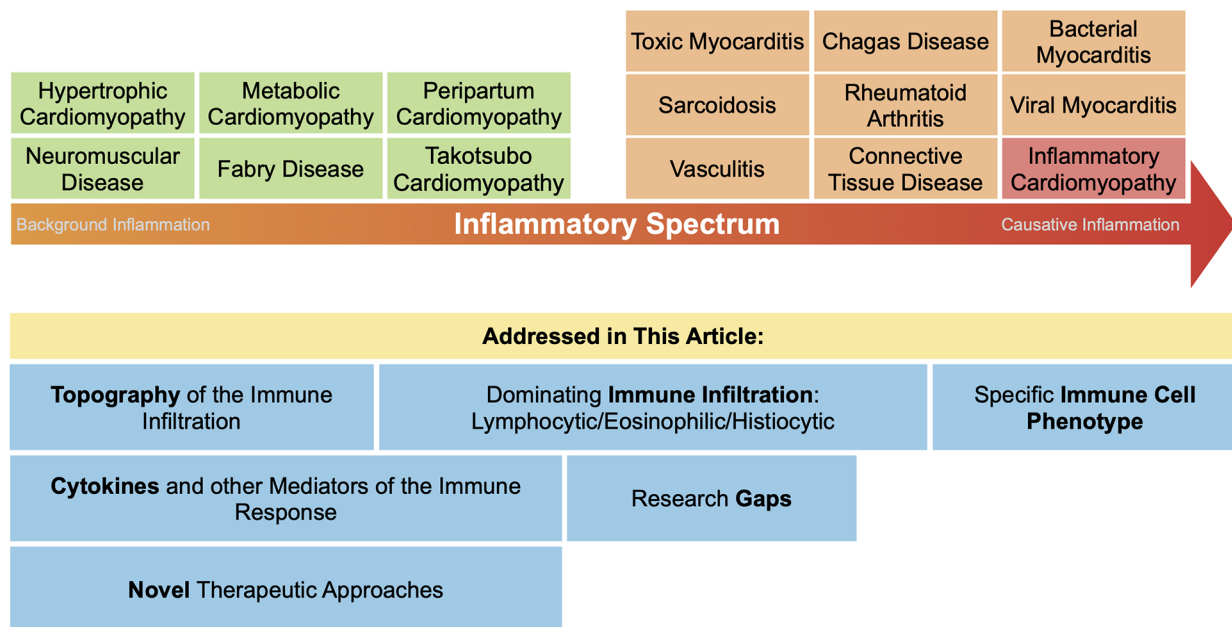 Toxic Myocarditis
Chagas Disease
Bacterial
Myocarditis
Hypertrophic
Cardiomyopathy
Metabolic
Cardiomyopathy
Peripartum
Cardiomyopathy
Sarcoidosis
Rheumatoid
Arthritis
Viral Myocarditis
Neuromuscular
Disease
Fabry Disease
Takotsubo
Cardiomyopathy
Vasculitis
Connective
Tissue Disease
Inflammatory
Cardiomyopathy
Background Inflammation
Inflammatory Spectrum
Causative Inflammation
Addressed in This Article:
Topography of the Immune
Infiltration
Dominating Immune Infiltration:
Lymphocytic/Eosinophilic/Histiocytic
Specific Immune Cell
Phenotype
Cytokines and other Mediators of the Immune
Response
Research Gaps
Novel Therapeutic Approaches